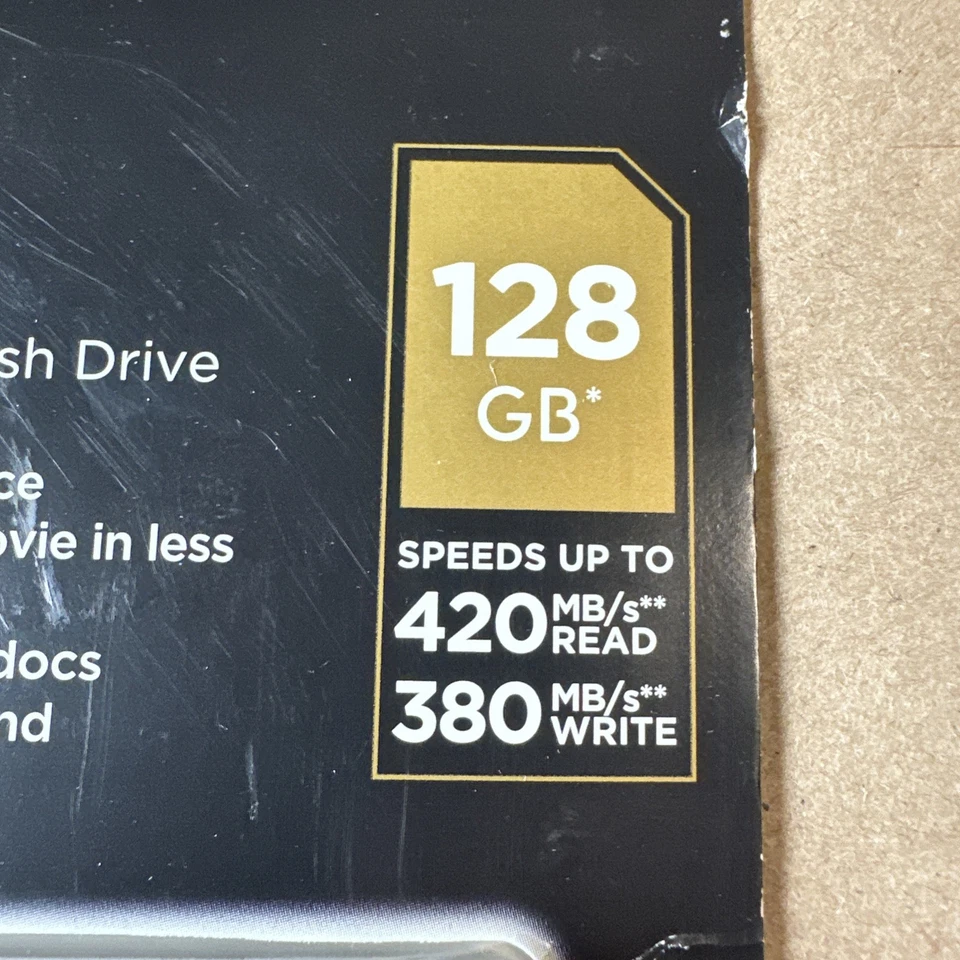 sh Drive
ce
ovie in less
docs
nd
128
GB*
SPEEDS UP TO
420 MB/s** READ
380 MB/s** WRITE